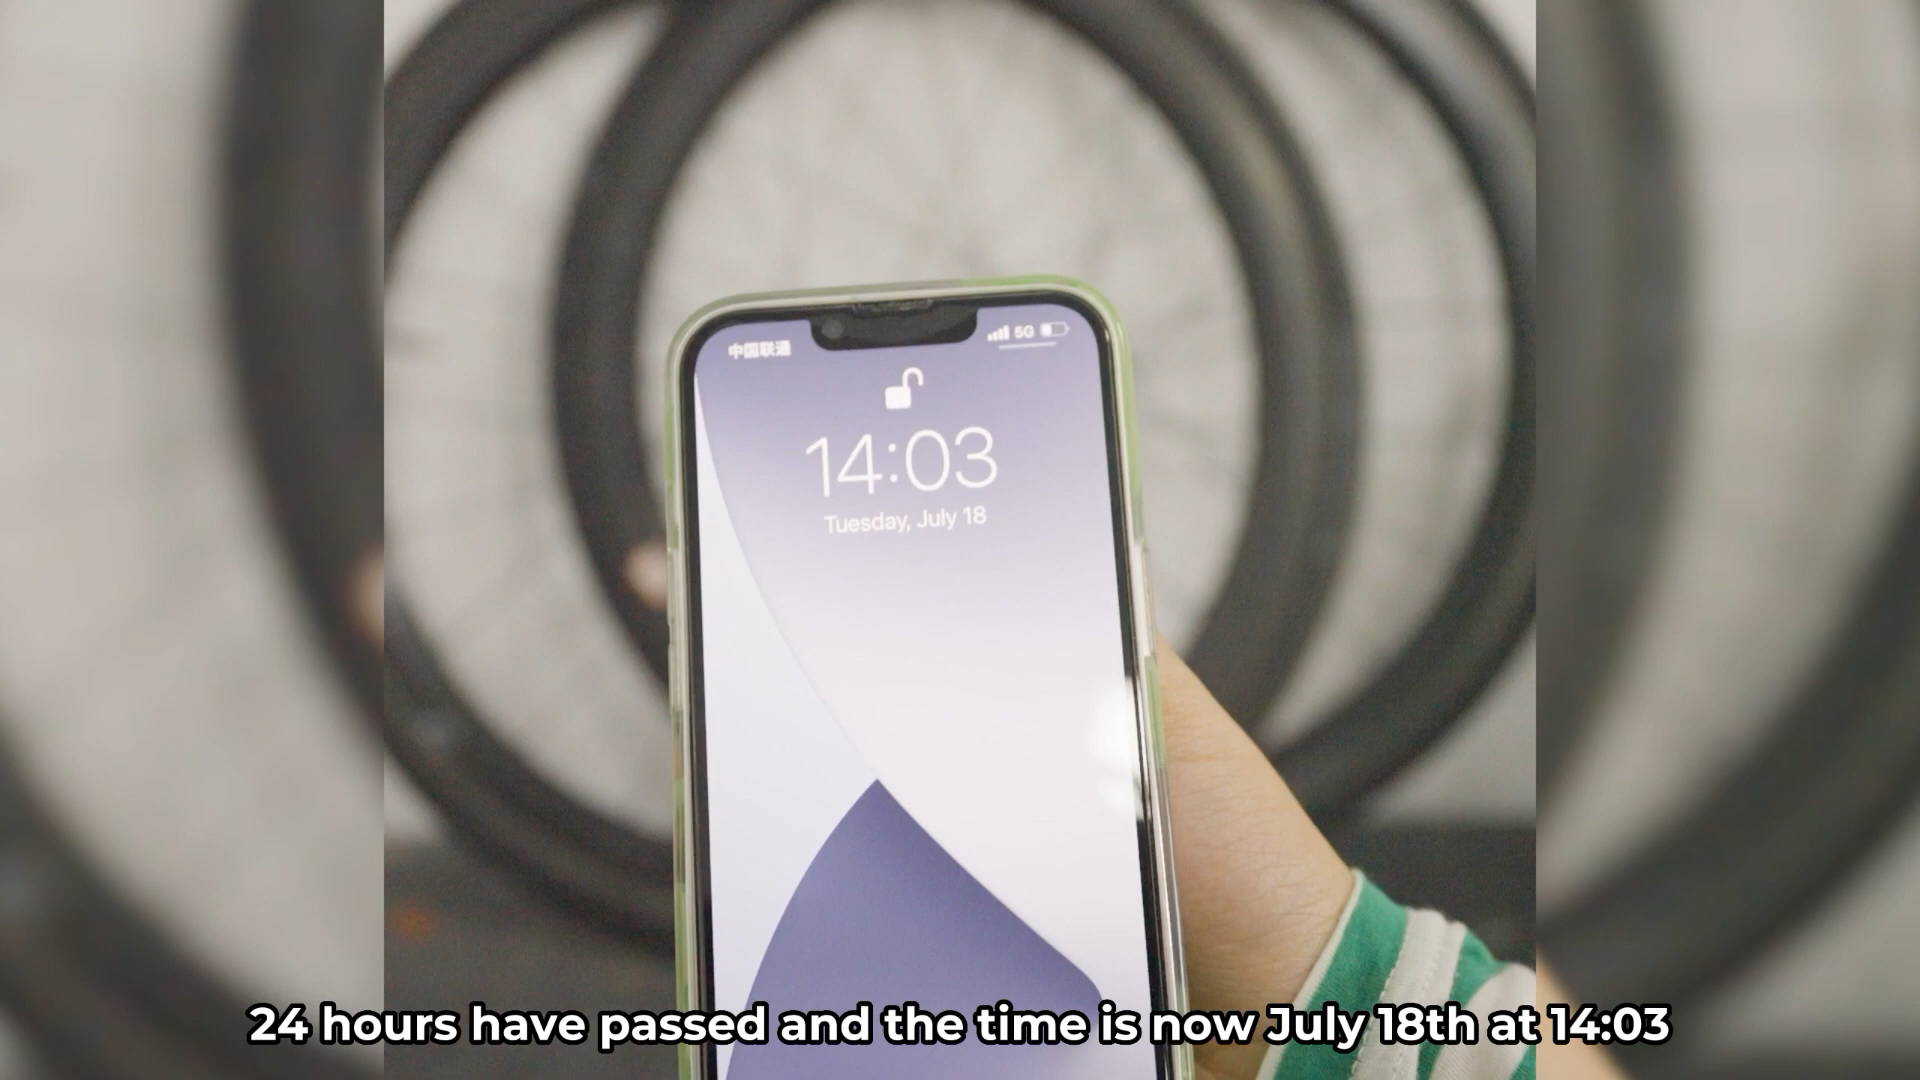 中国联通
5G
14:03
Tuesday, July 18
24 hours have passed and the time is now July 18th at 14:03